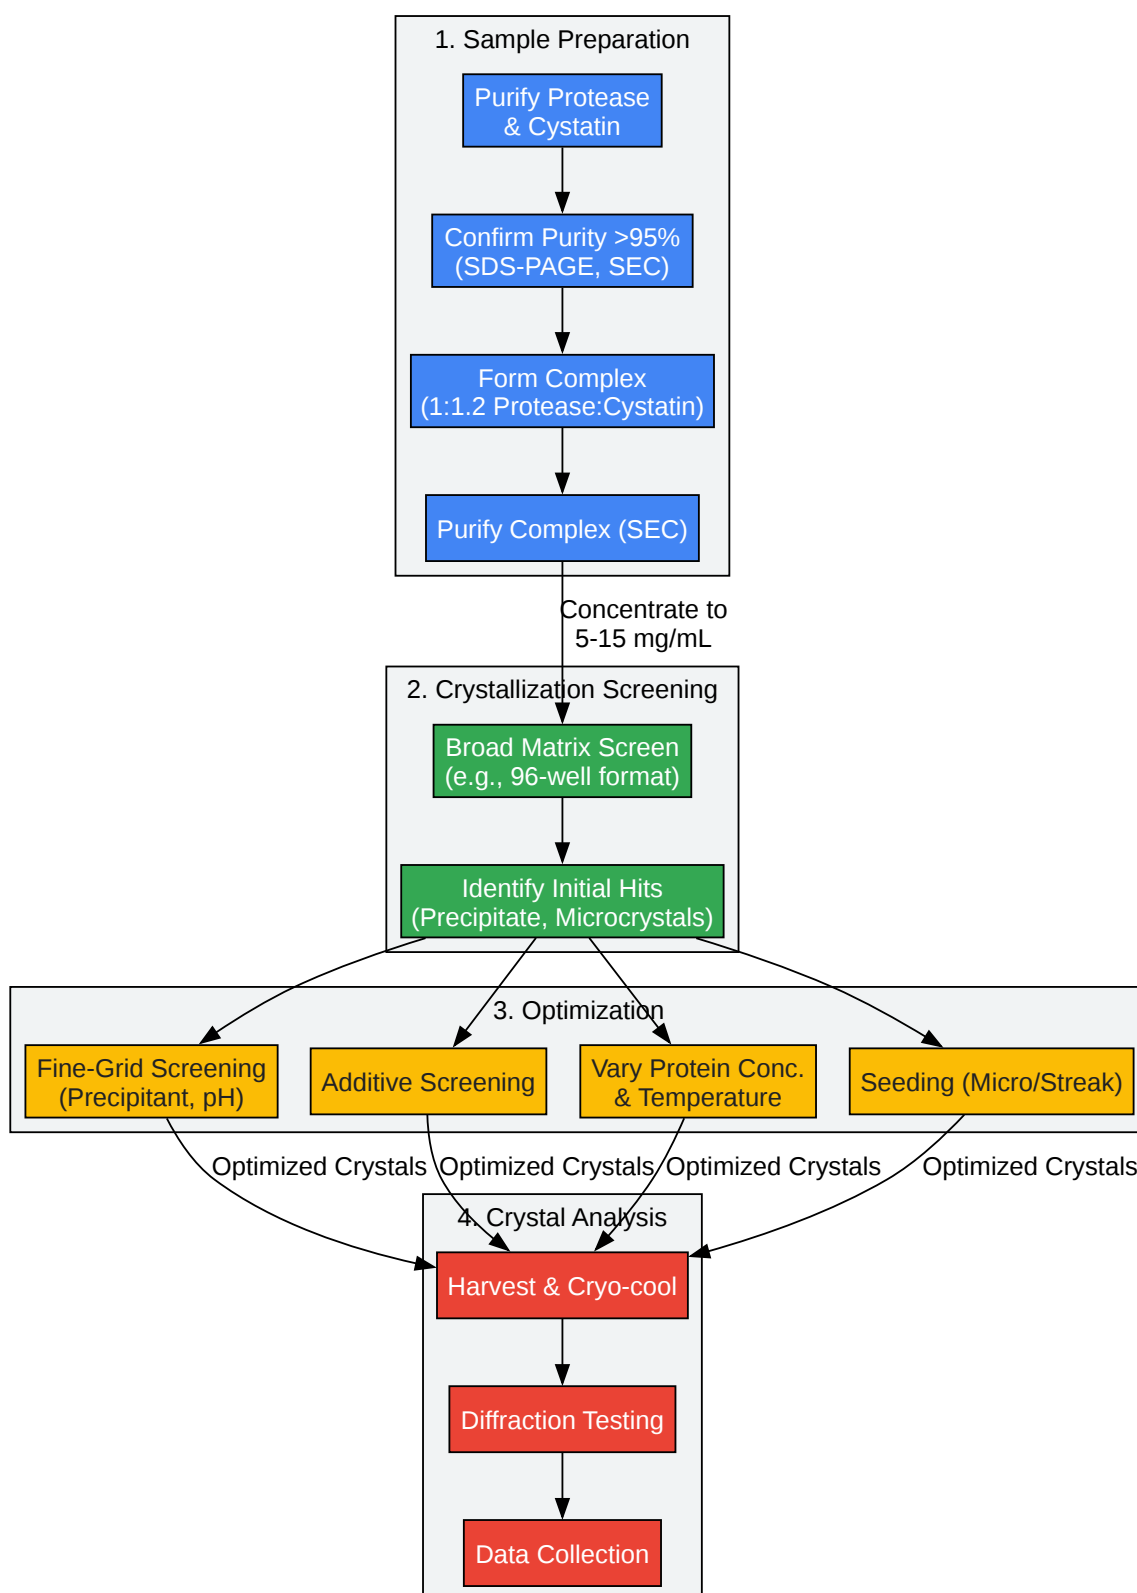 1. Sample Preparation
Purify Protease
& Cystatin
Confirm Purity >95%
(SDS-PAGE, SEC)
Form Complex
(1:1.2 Protease:Cystatin)
Purify Complex (SEC)
Concentrate to
5-15 mg/mL
2. Crystallization Screening
Broad Matrix Screen
(e.g., 96-well format)
Identify Initial Hits
(Precipitate, Microcrystals)
3. Optimization
Fine-Grid Screening
(Precipitant, pH)
Additive Screening
Vary Protein Conc.
& Temperature
Seeding (Micro/Streak)
Optimized Crystals
Optimized Crystals
Optimized Crystals
Optimized Crystals
4. Crystal Analysis
Harvest & Cryo-cool
Diffraction Testing
Data Collection